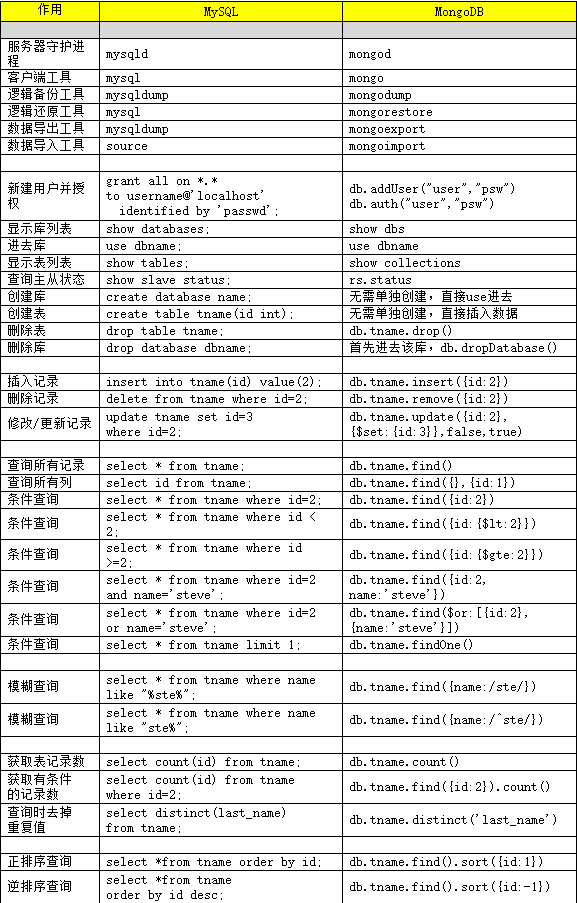 作用 MySQL MongoDB
服务器守护进
程 mysqld mongod
客户端工具 mysql mongo
逻辑备份工具 mysqldump mongodump
逻辑还原工具 mysql mongorestore
数据导出工具 mysqldump mongoexport
数据导入工具 source mongoimport
新建用户并授
权
grant all on *.*
to username@'localhost'
identified by 'passwd';
db.addUser("user","psw")
db.auth("user","psw")
显示库列表 show databases; show dbs
进去库 use dbname; use dbname
显示表列表 show tables; show collections
查询主从状态 show slave status; rs.status
创建库 create database name; 无需单独创建，直接use进去
创建表 create table tname(id int); 无需单独创建，直接插入数据
删除表 drop table tname; db.tname.drop()
删除库 drop database dbname; 首先进去该库，db.dropDatabase()
插入记录 insert into tname(id) value(2); db.tname.insert({id:2})
删除记录 delete from tname where id=2; db.tname.remove({id:2})
修改/更新记录
update tname set id=3
where id=2;
db.tname.update({id:2},
{$set:{id:3}},false,true)
查询所有记录 select * from tname; db.tname.find()
查询所有列 select id from tname; db.tname.find({},{id:1})
条件查询 select * from tname where id=2; db.tname.find({id:2})
条件查询
select * from tname where id <
2;
db.tname.find({id:{$lt:2}})
条件查询
select * from tname where id
>=2;
db.tname.find({id:{$gte:2}})
条件查询
select * from tname where id=2
and name='steve';
db.tname.find({id:2,
name:'steve'})
条件查询
select * from tname where id=2
or name='steve';
db.tname.find($or:[{id:2},
{name:'steve'}])
条件查询 select * from tname limit 1; db.tname.findOne()
模糊查询
select * from tname where name
like "%ste%";
db.tname.find({name:/ste/})
模糊查询
select * from tname where name
like "ste%";
db.tname.find({name:/^ste/})
获取表记录数 select count(id) from tname; db.tname.count()
获取有条件
的记录数
select count(id) from tname
where id=2;
db.tname.find({id:2}).count()
查询时去掉
重复值
select distinct(last_name)
from tname;
db.tname.distinct('last_name')
正排序查询 select *from tname order by id; db.tname.find().sort({id:1})
逆排序查询
select *from tname
order by id desc;
db.tname.find().sort({id:-1})